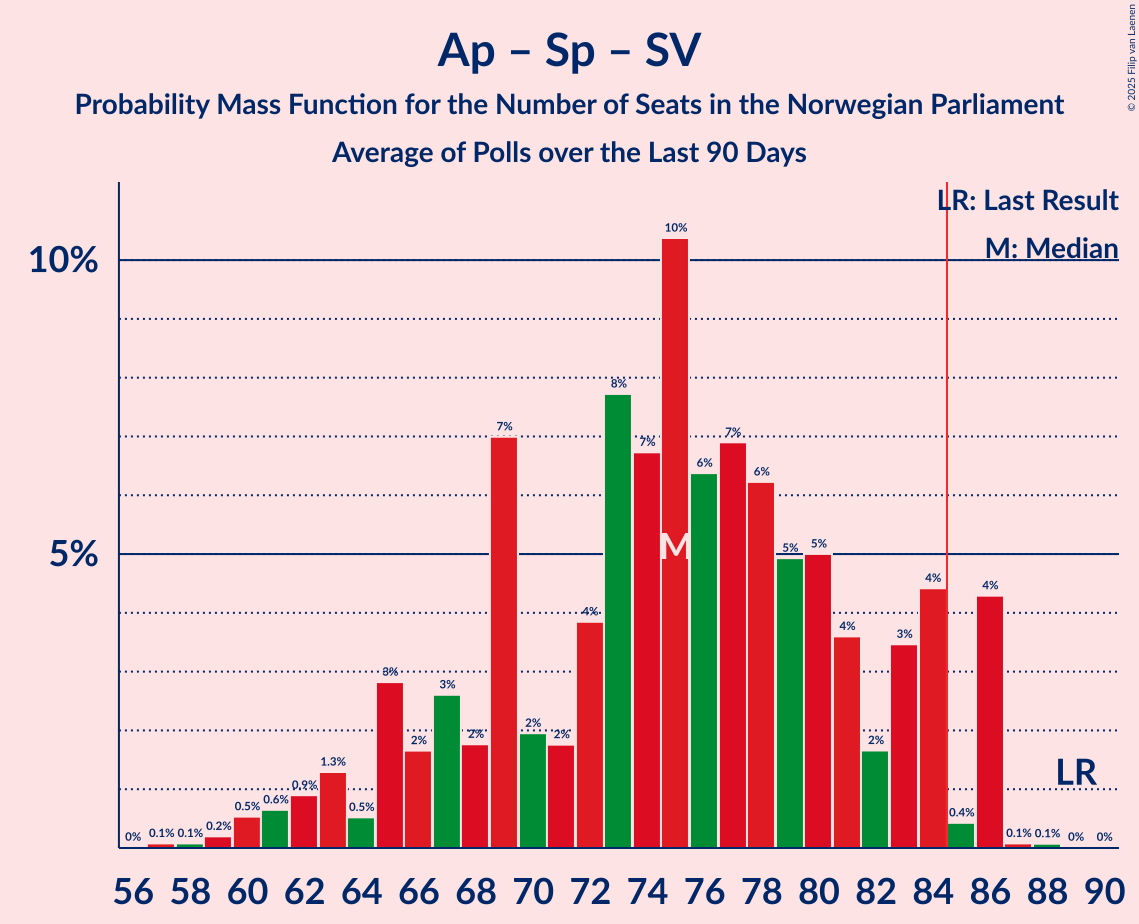 Ap – Sp – SV
Probability Mass Function for the Number of Seats in the Norwegian Parliament
Average of Polls over the Last 90 Days
© 2025 Filip van Laenen
LR: Last Result
M: Median
10%
5%
0% 0.1% 0.1% 0.2% 0.5% 0.6% 0.9% 1.3% 0.5% 3% 2% 3% 2% 7% 2% 2% 4% 8% 7% 10% 6% 7% 6% 5% 5% 4% 2% 3% 4% 0.4% 4% 0.1% 0.1% 0% 0%
M
LR
56 58 60 62 64 66 68 70 72 74 76 78 80 82 84 86 88 90